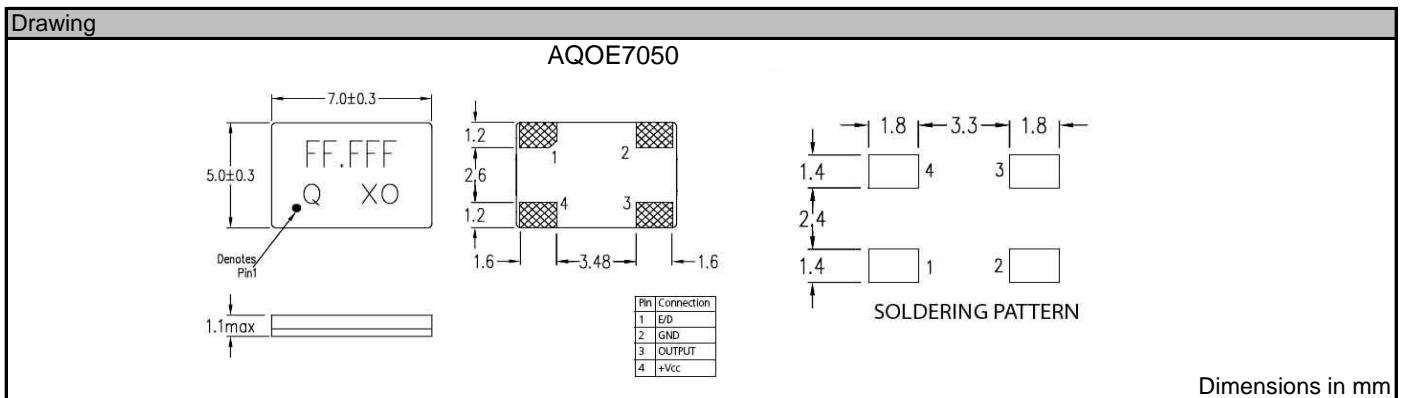 Drawing
AQOE7050
7.0±0.3
5.0±0.3
FF.FFF
Q XO
Denotes
Pin1
1.1max
1.2
2.6
1.2
1
2
4
3
1.6
3.48
1.6
Pin Connection
1 E/D
2 GND
3 OUTPUT
4 +Vcc
1.8
3.3
1.8
1.4
4
3
2.4
1.4
1
2
SOLDERING PATTERN
Dimensions in mm